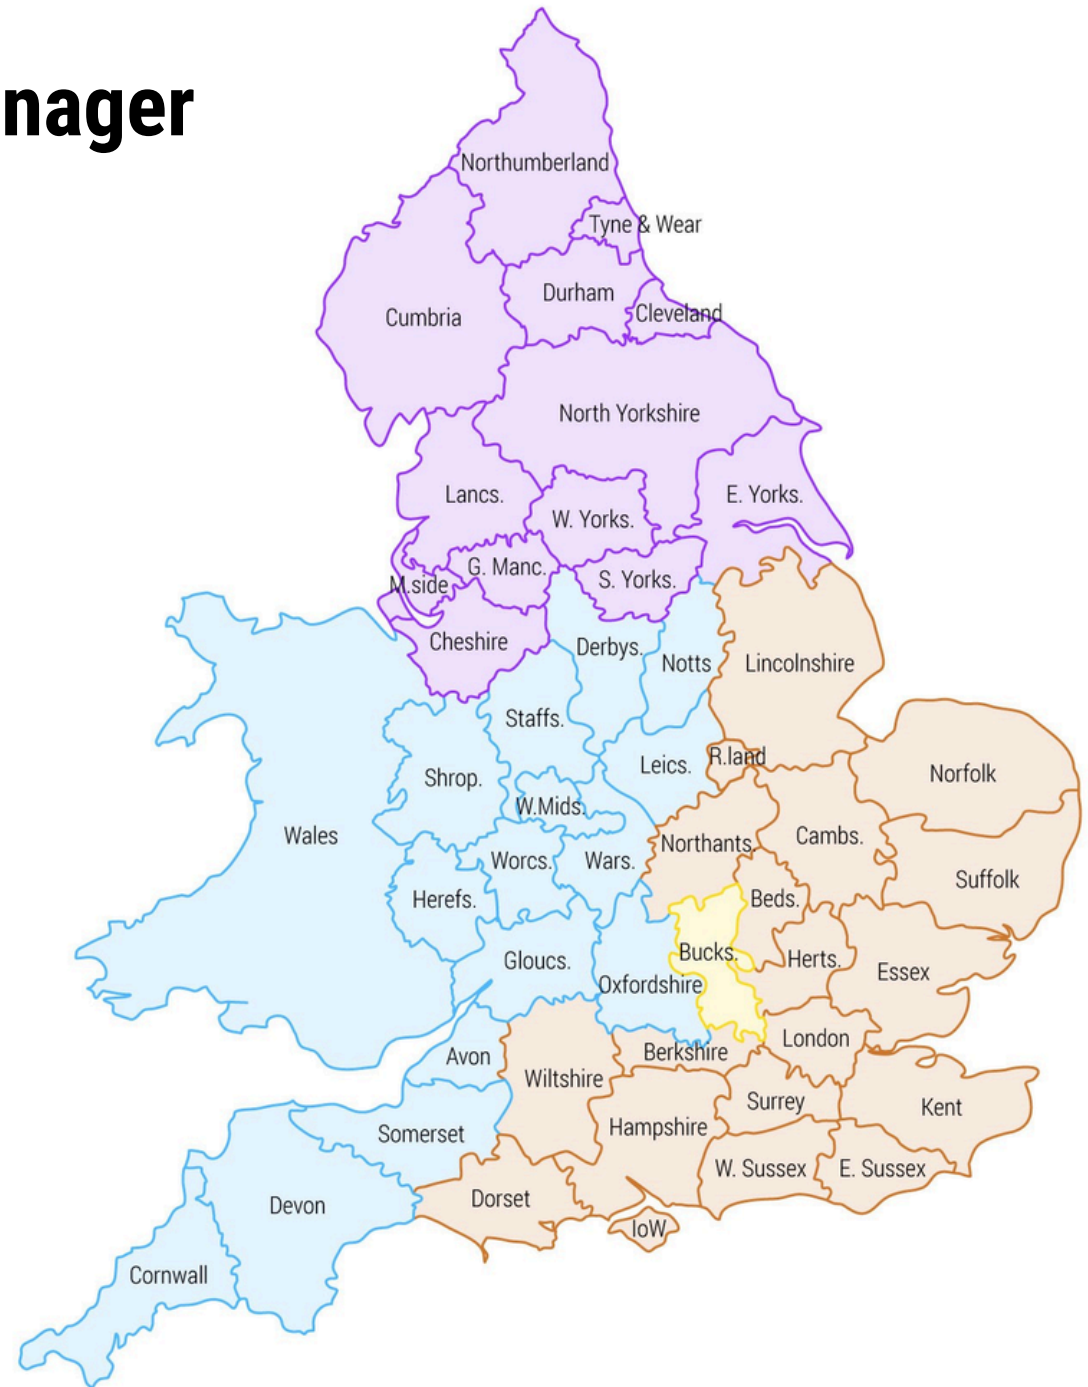 nager
Northumberland
Tyne & Wear
Durham
Cleveland
Cumbria
North Yorkshire
Lancs.
E. Yorks.
W. Yorks.
G. Manc.
S. Yorks.
M.side
Cheshire
Derbys.
Notts
Lincolnshire
Staffs.
Leics.
R.land
Shrop.
Norfolk
W.Mids.
Wales
Northants.
Cambs.
Worcs.
Wars.
Suffolk
Herefs.
Beds.
Bucks.
Gloucs.
Herts.
Essex
Oxfordshire
London
Avon
Berkshire
Wiltshire
Surrey
Kent
Somerset
Hampshire
W. Sussex
E. Sussex
Devon
Dorset
IoW
Cornwall